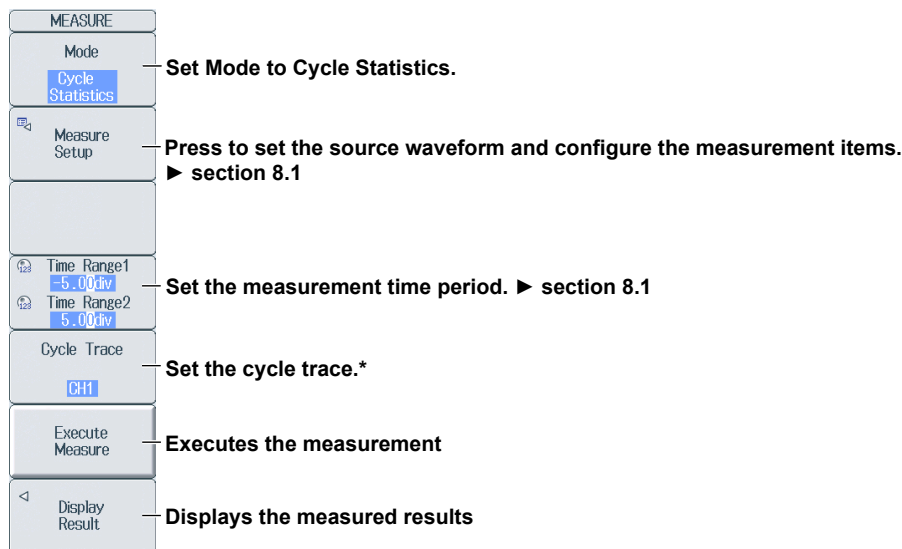 MEASURE
Mode
Cycle
Statistics
Set Mode to Cycle Statistics.
Measure
Setup
Press to set the source waveform and configure the measurement items.
► section 8.1
Time Range1
-5.00div
Time Range2
5.00div
Set the measurement time period. ► section 8.1
Cycle Trace
CH1
Set the cycle trace.*
Execute
Measure
Executes the measurement
Display
Result
Displays the measured results